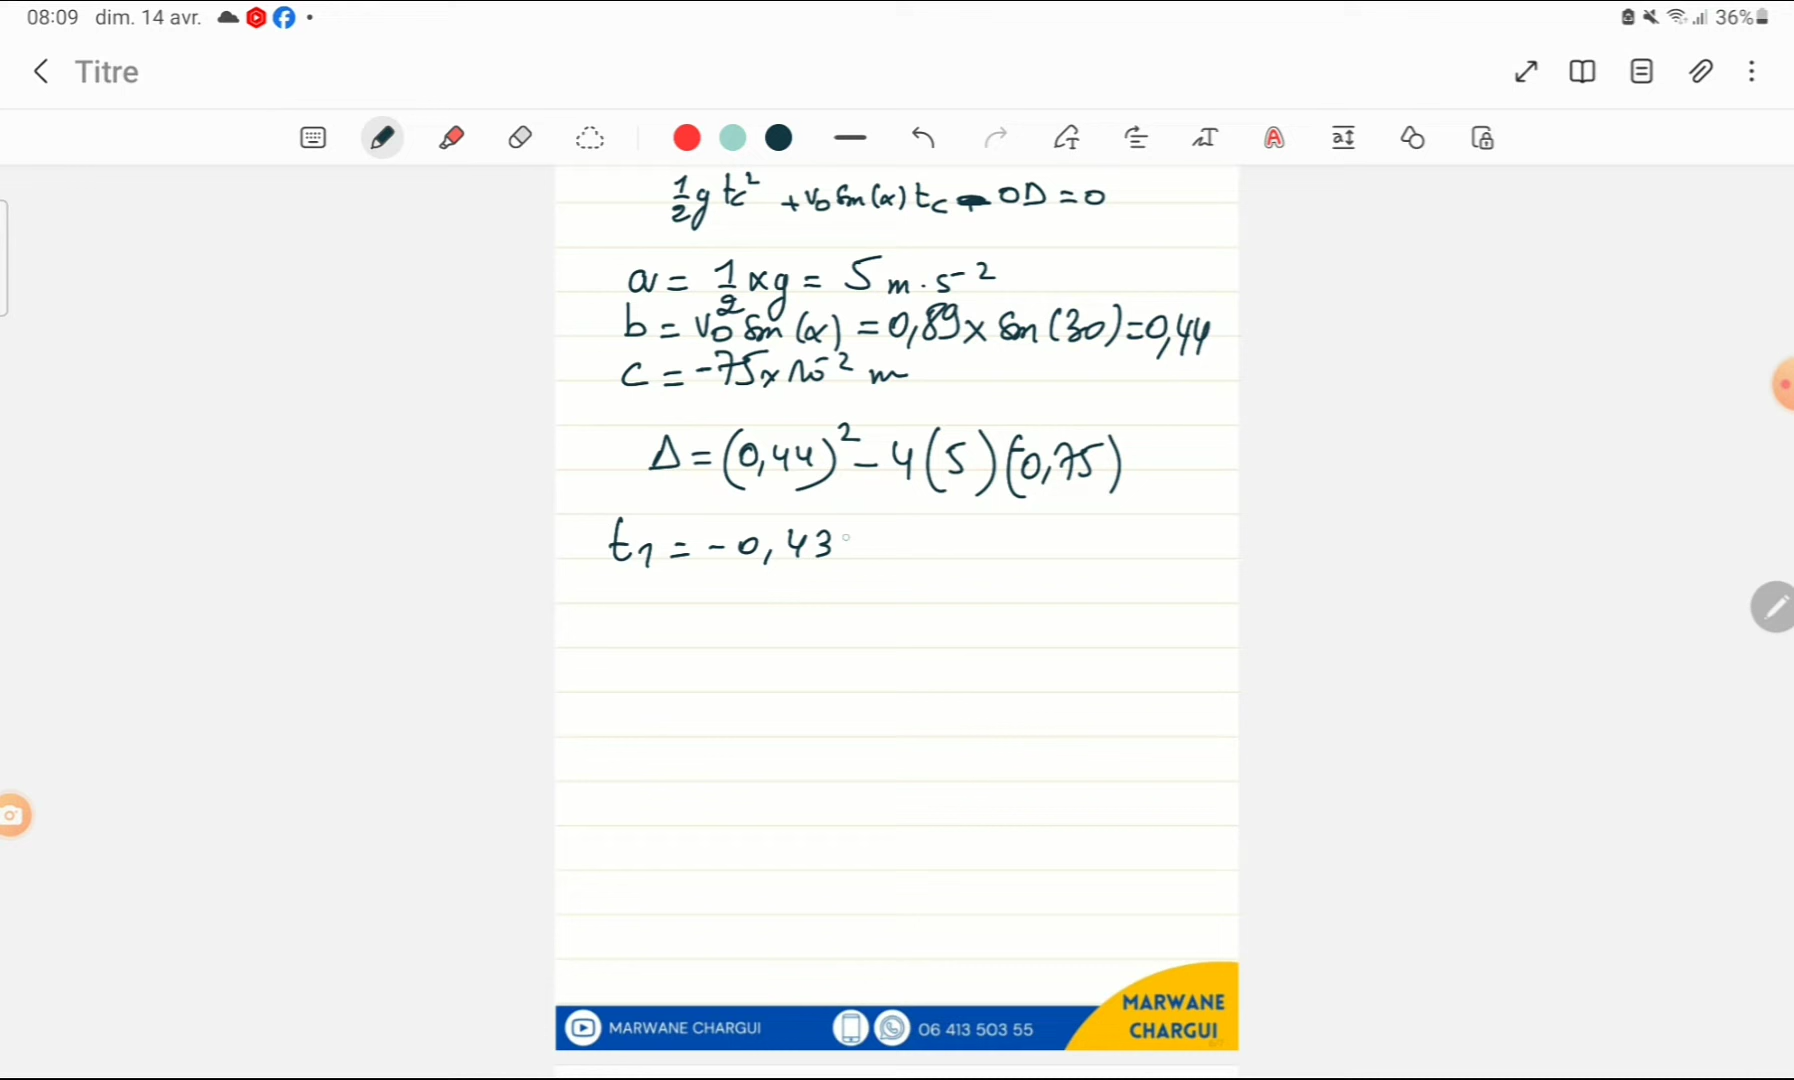 08:09 dim. 14 avr.
36%
Titre
1/2 g tc² + v₀ sin(α) tc - OD = 0
a = 1/2 x g = 5 m.s⁻²
b = v₀ sin(α) = 0,89 x sin(30) = 0,44
c = -75 x 10⁻² m
Δ = (0,44)² - 4(5)(-0,75)
t₁ = -0,43
MARWANE CHARGUI
06 413 503 55
MARWANE
CHARGUI